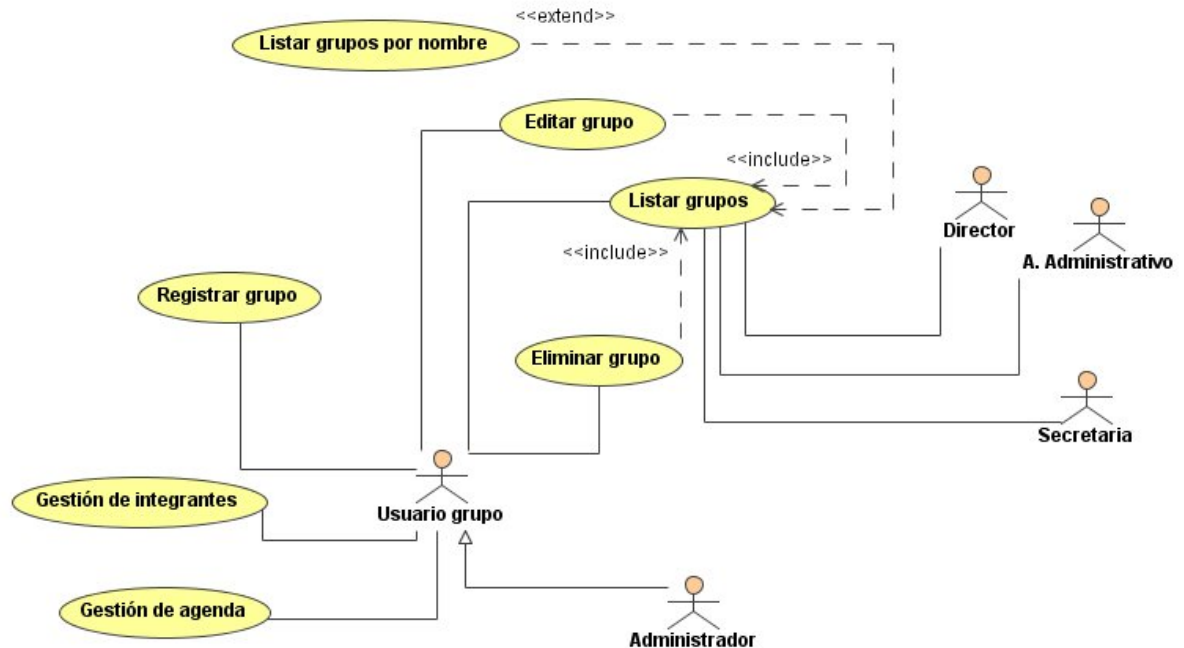 <<extend>>
Listar grupos por nombre
Editar grupo
<<include>>
Listar grupos
Director
<<include>>
A. Administrativo
Registrar grupo
Eliminar grupo
Secretaria
Gestión de integrantes
Usuario grupo
Gestión de agenda
Administrador